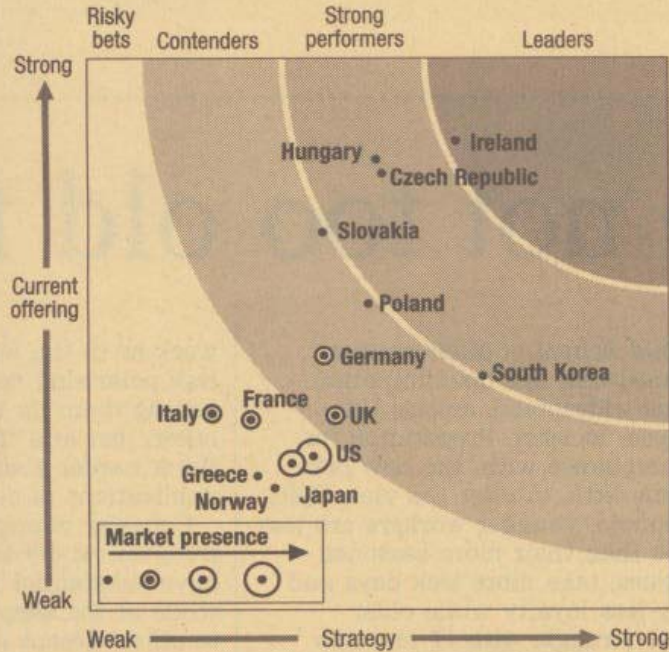 Risky
bets
Contenders
Strong
performers
Leaders
Strong
Ireland
Hungary
Czech Republic
Slovakia
Current
offering
Poland
Germany
South Korea
Italy
France
UK
US
Greece
Norway
Japan
Market presence
Weak
Weak
Strategy
Strong